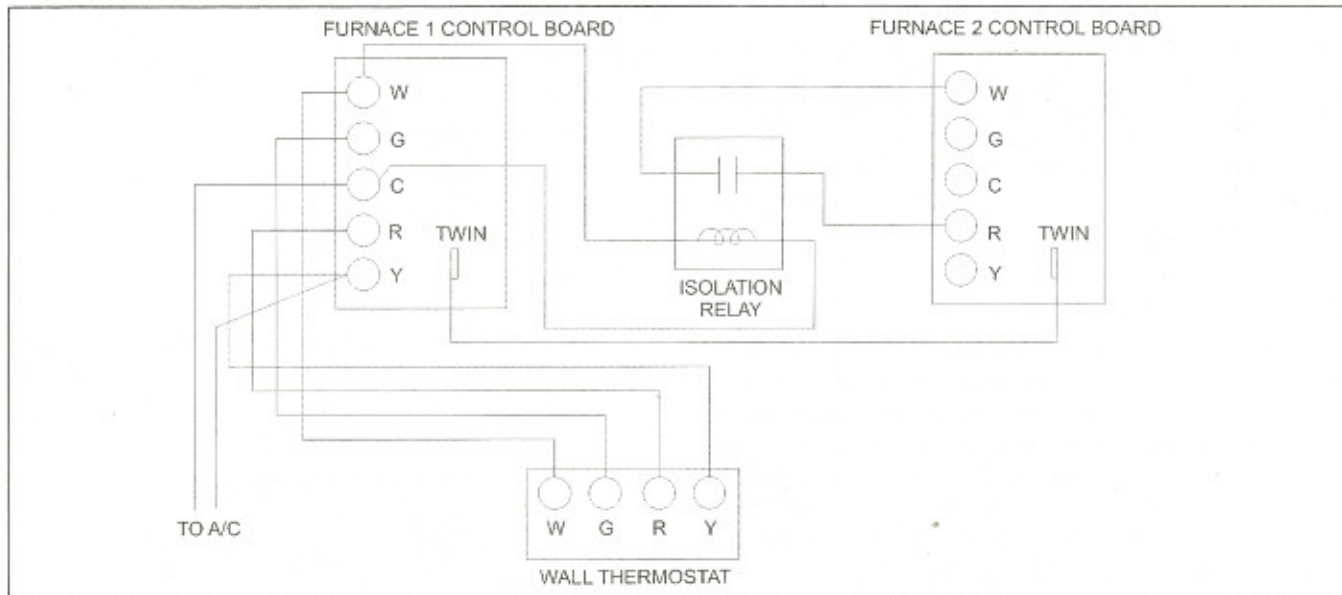 FURNACE 1 CONTROL BOARD
W
G
C
R
Y
TWIN
FURNACE 2 CONTROL BOARD
W
G
C
R
Y
TWIN
ISOLATION
RELAY
TO A/C
W G R Y
WALL THERMOSTAT